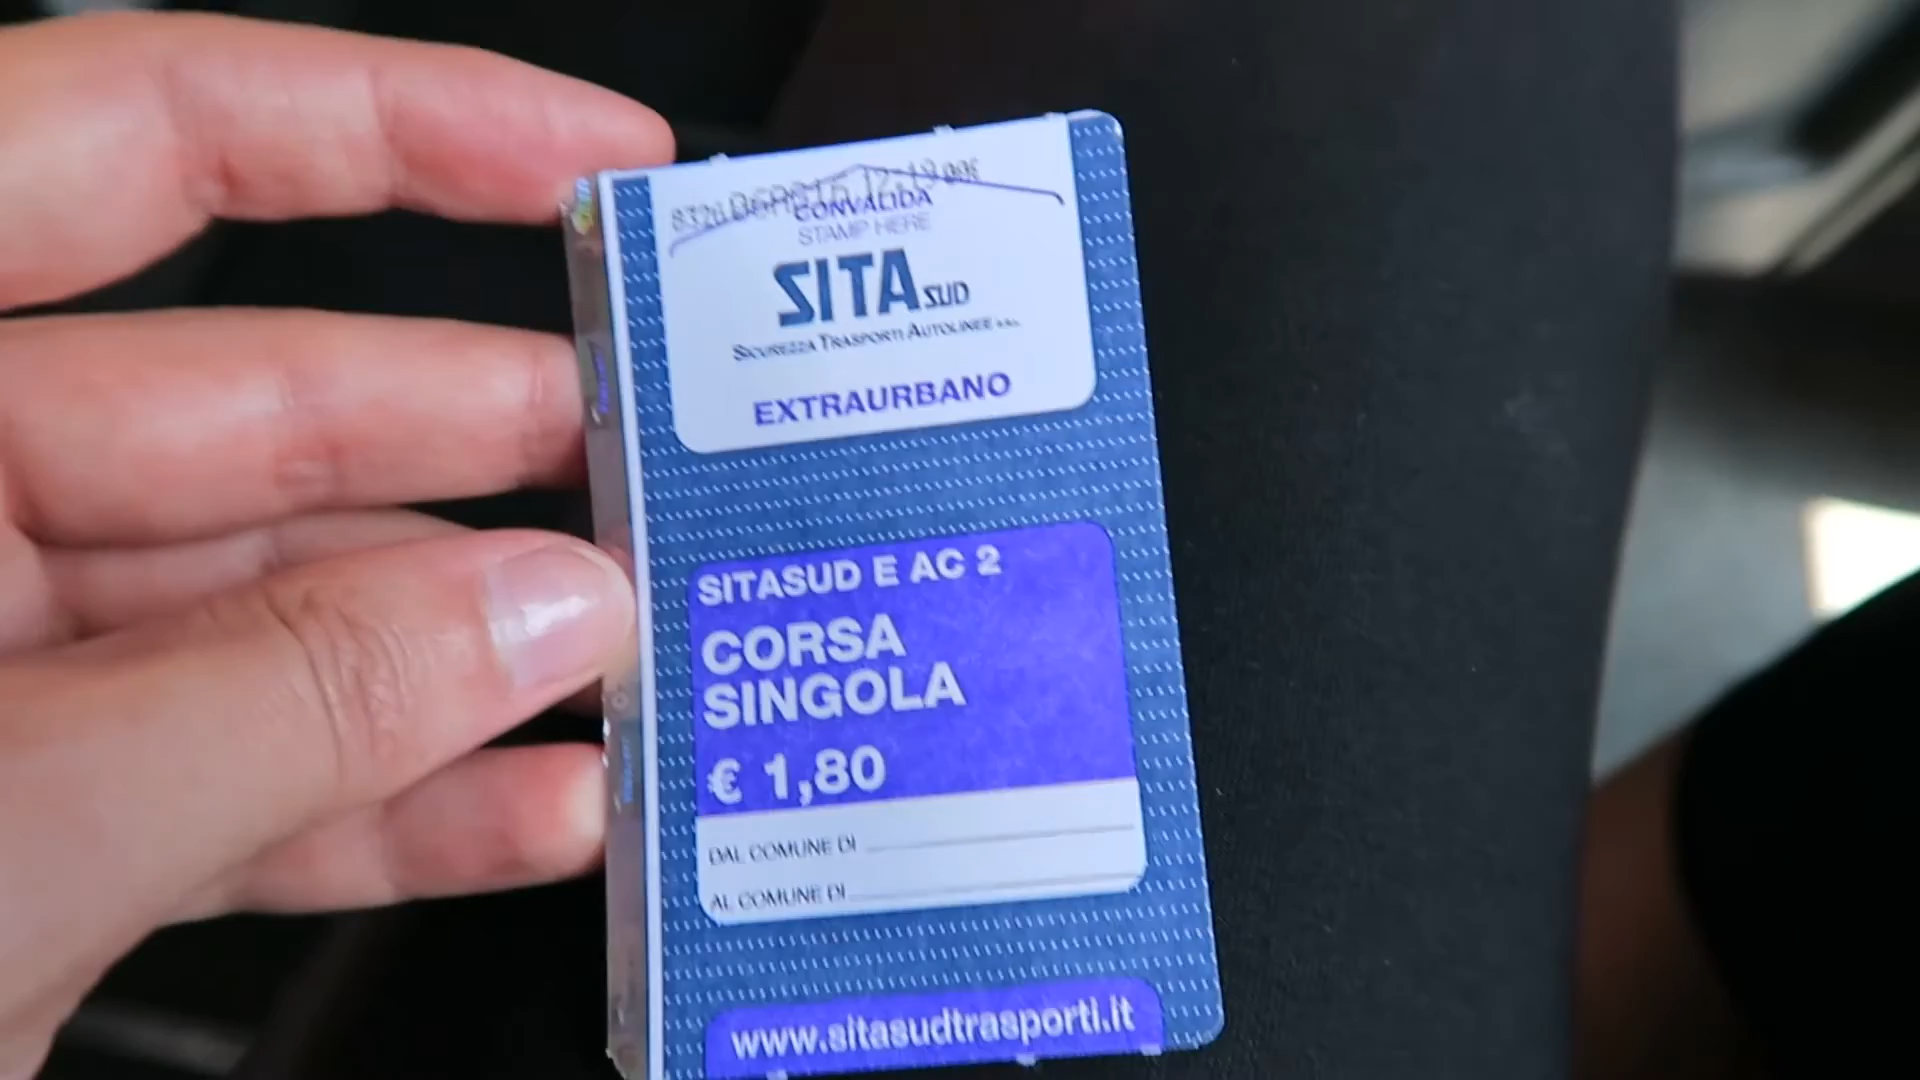 CONVALIDA
STAMP HERE
SITA SUD
SICUREZZA TRASPORTI AUTOLINEE
EXTRAURBANO
SITASUD E AC 2
CORSA
SINGOLA
€ 1,80
DAL COMUNE DI
AL COMUNE DI
www.sitasudtrasporti.it